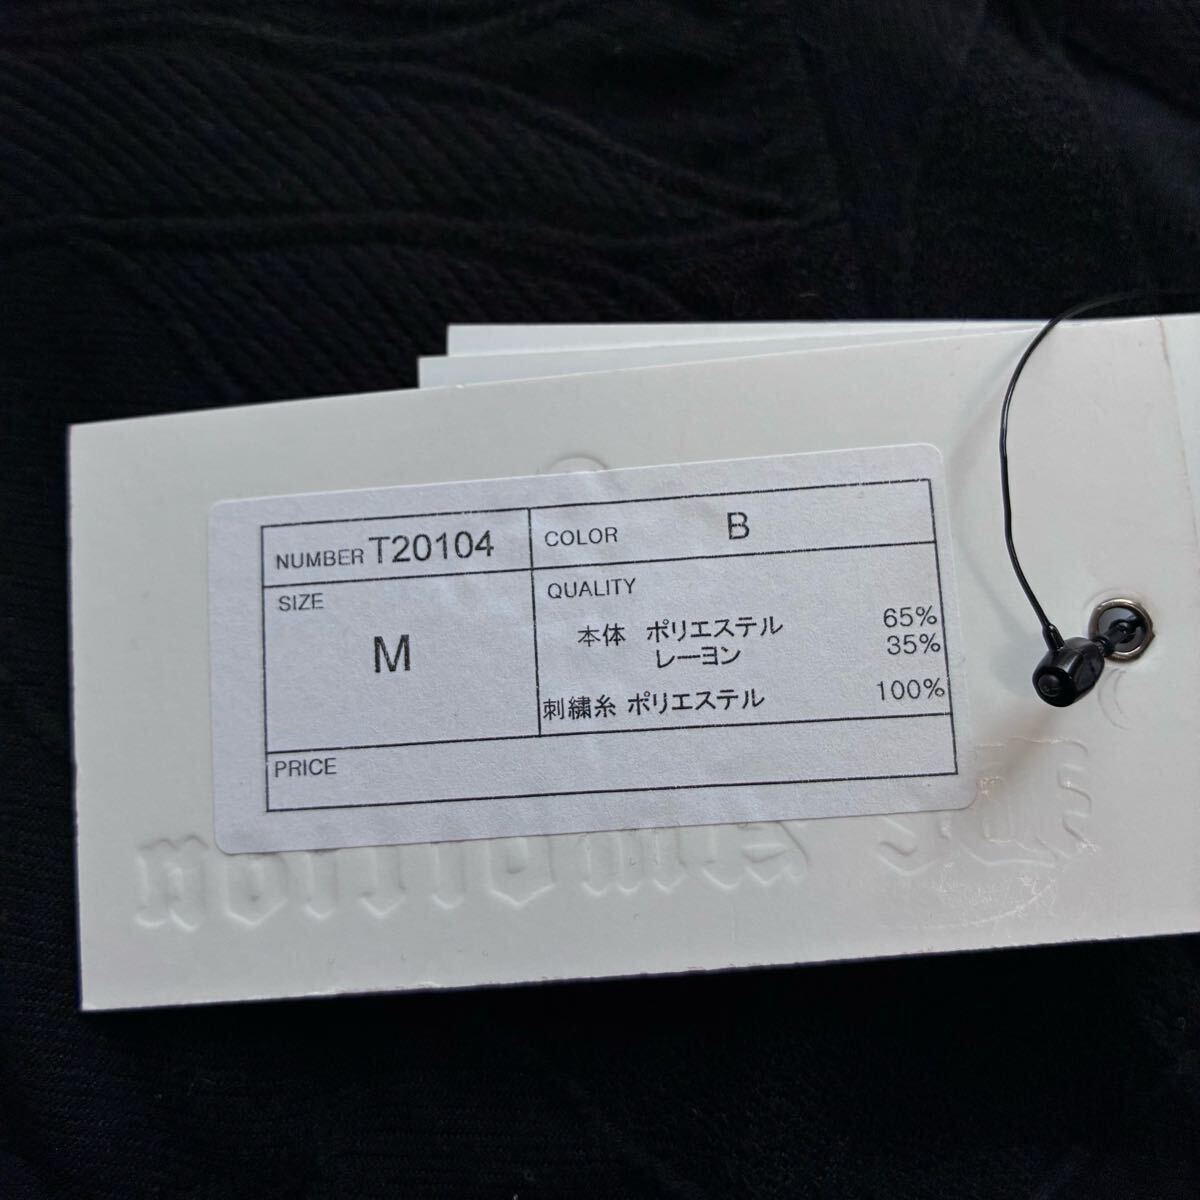 NUMBER T20104
COLOR B
SIZE
M
QUALITY
本体 ポリエステル 65%
レーヨン 35%
刺繍糸 ポリエステル 100%
PRICE